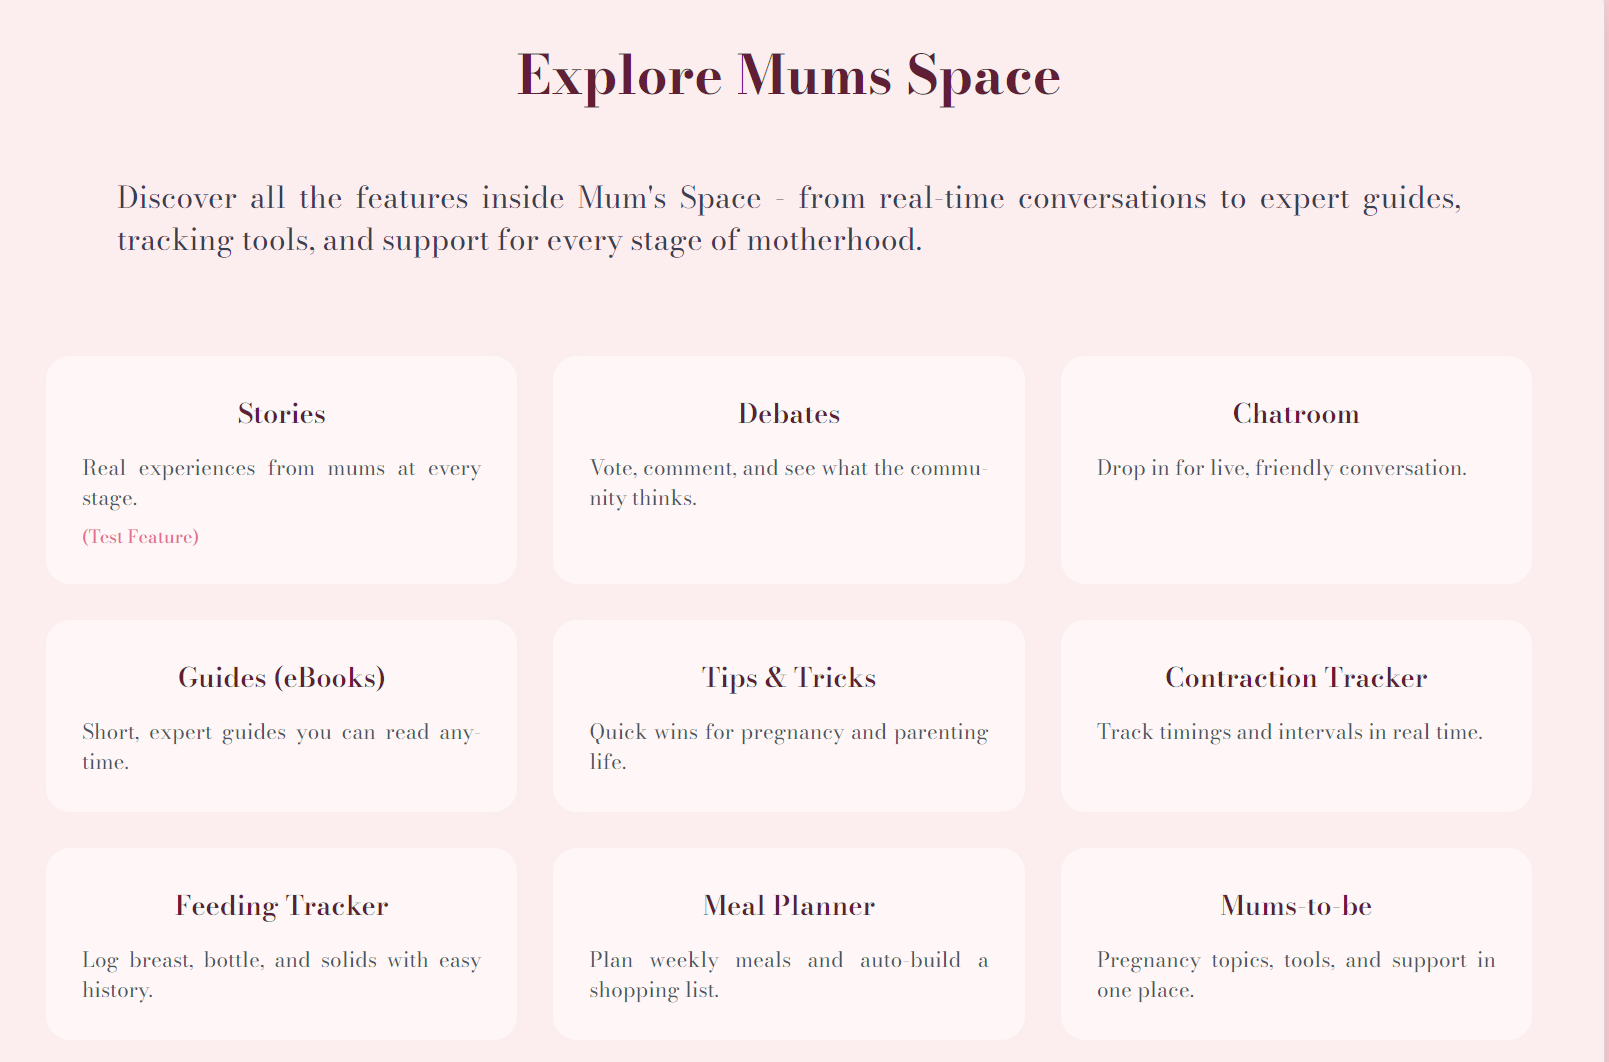 Explore Mums Space
Discover all the features inside Mum's Space - from real-time conversations to expert guides,
tracking tools, and support for every stage of motherhood.
Stories
Real experiences from mums at every
stage.
(Test Feature)
Debates
Vote, comment, and see what the commu-
nity thinks.
Chatroom
Drop in for live, friendly conversation.
Guides (eBooks)
Short, expert guides you can read any-
time.
Tips & Tricks
Quick wins for pregnancy and parenting
life.
Contraction Tracker
Track timings and intervals in real time.
Feeding Tracker
Log breast, bottle, and solids with easy
history.
Meal Planner
Plan weekly meals and auto-build a
shopping list.
Mums-to-be
Pregnancy topics, tools, and support in
one place.